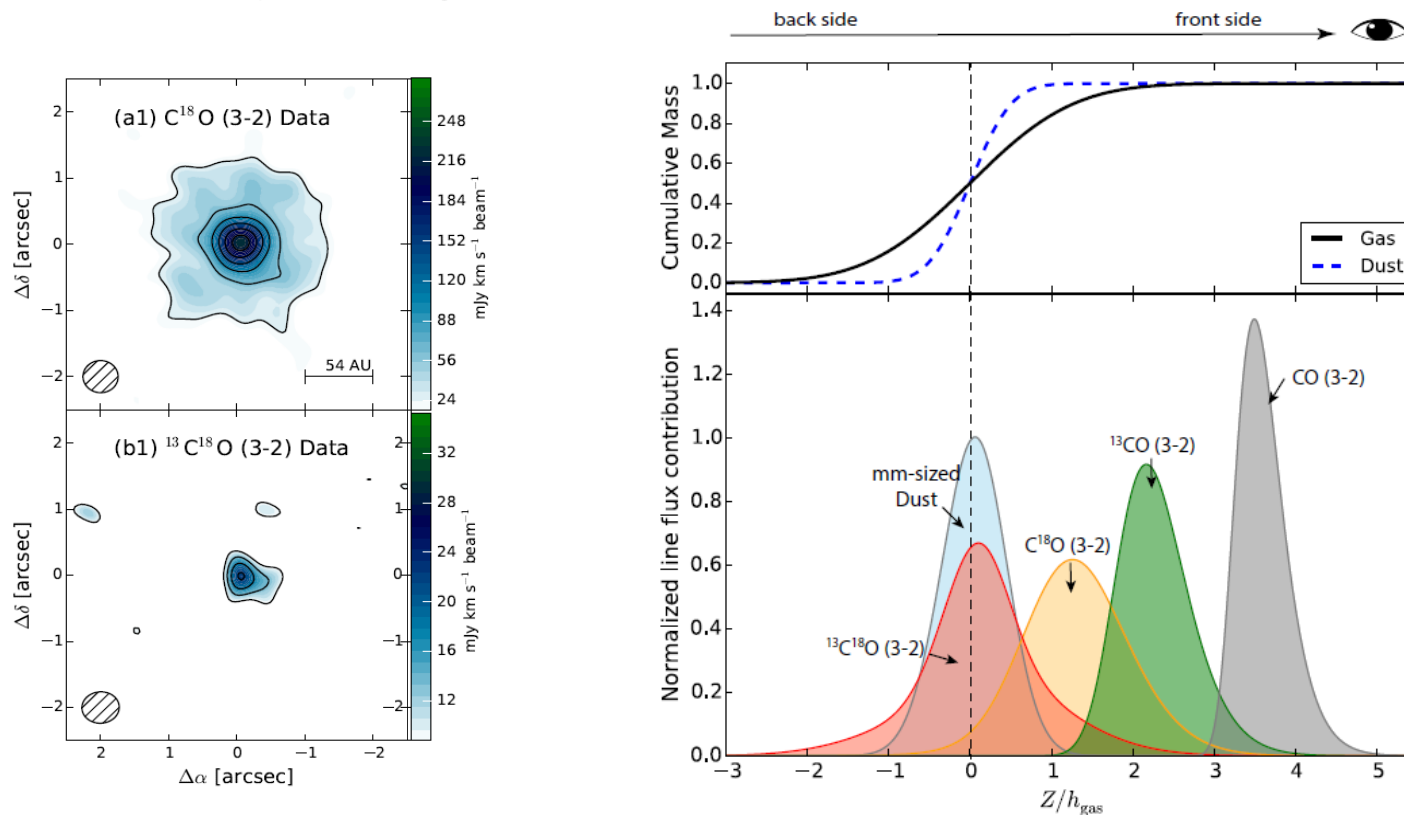 back side front side
(a1) C¹⁸O (3-2) Data
2
1
0
−1
−2
Δδ [arcsec]
54 AU
248
216
184
152
120
88
56
24
mJy km s⁻¹ beam⁻¹
(b1) ¹³C¹⁸O (3-2) Data
2
1
0
−1
−2
Δδ [arcsec]
2
1
0
−1
−2
32
28
24
20
16
12
mJy km s⁻¹ beam⁻¹
2 1 0 −1 −2
Δα [arcsec]
Cumulative Mass
1.0
0.8
0.6
0.4
0.2
0.0
Gas
Dust
Normalized line flux contribution
1.4
1.2
1.0
0.8
0.6
0.4
0.2
0.0
CO (3-2)
¹³CO (3-2)
mm-sized
Dust
C¹⁸O (3-2)
¹³C¹⁸O (3-2)
−3 −2 −1 0 1 2 3 4 5
Z/h_gas